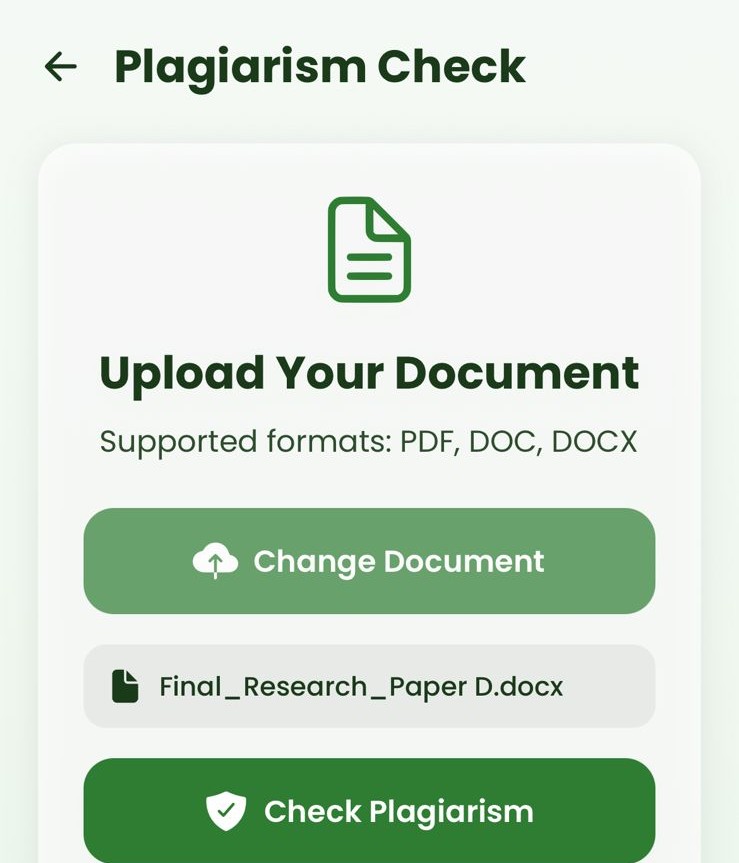 Plagiarism Check
Upload Your Document
Supported formats: PDF, DOC, DOCX
Change Document
Final_Research_Paper D.docx
Check Plagiarism